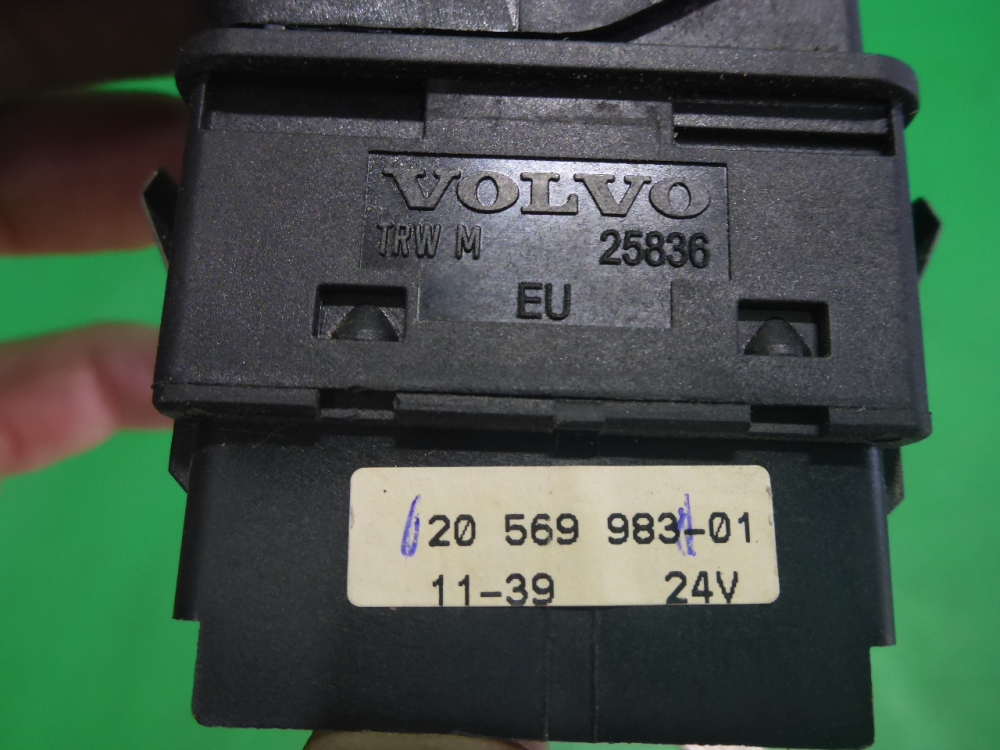 VOLVO
TRW M 25836
EU
20 569 983-01
11-39 24V